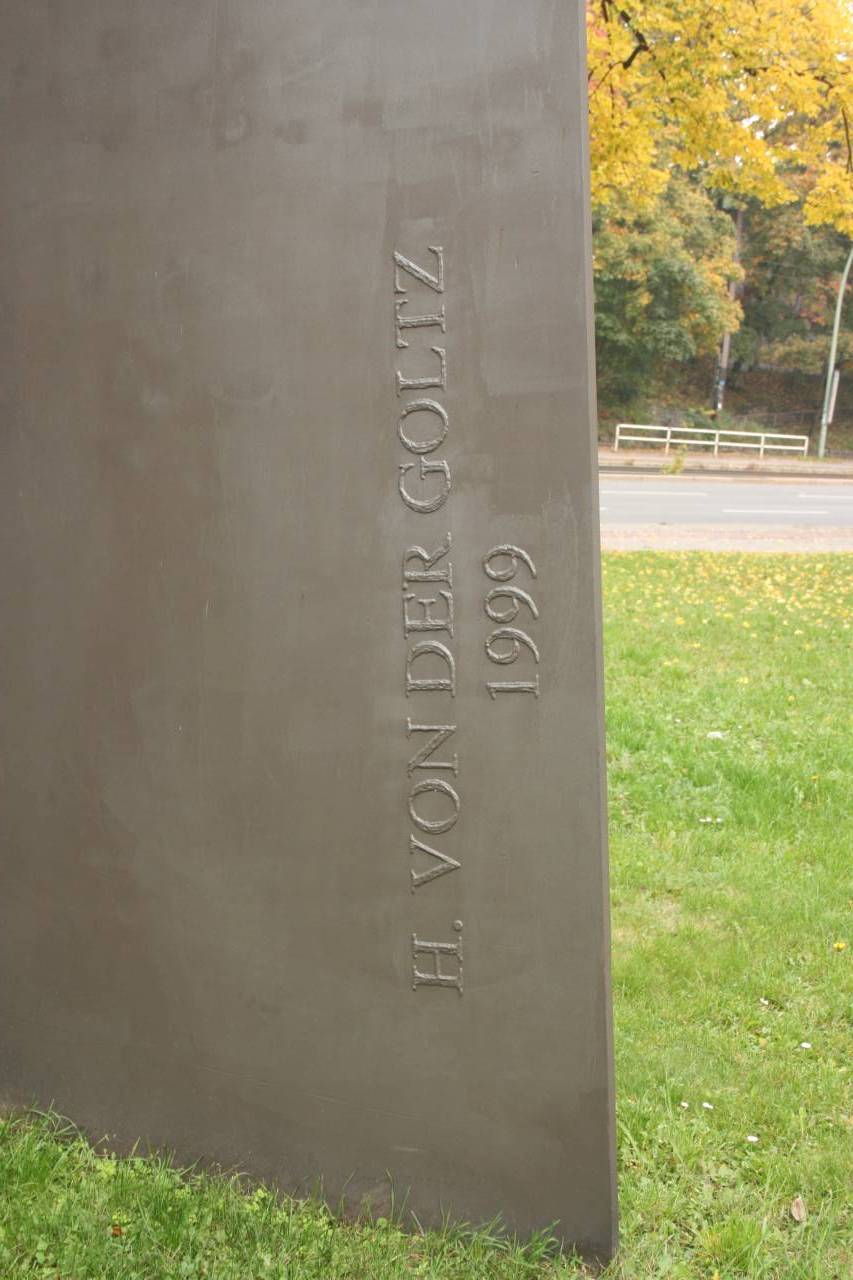 H. VON DER GOLTZ
1999